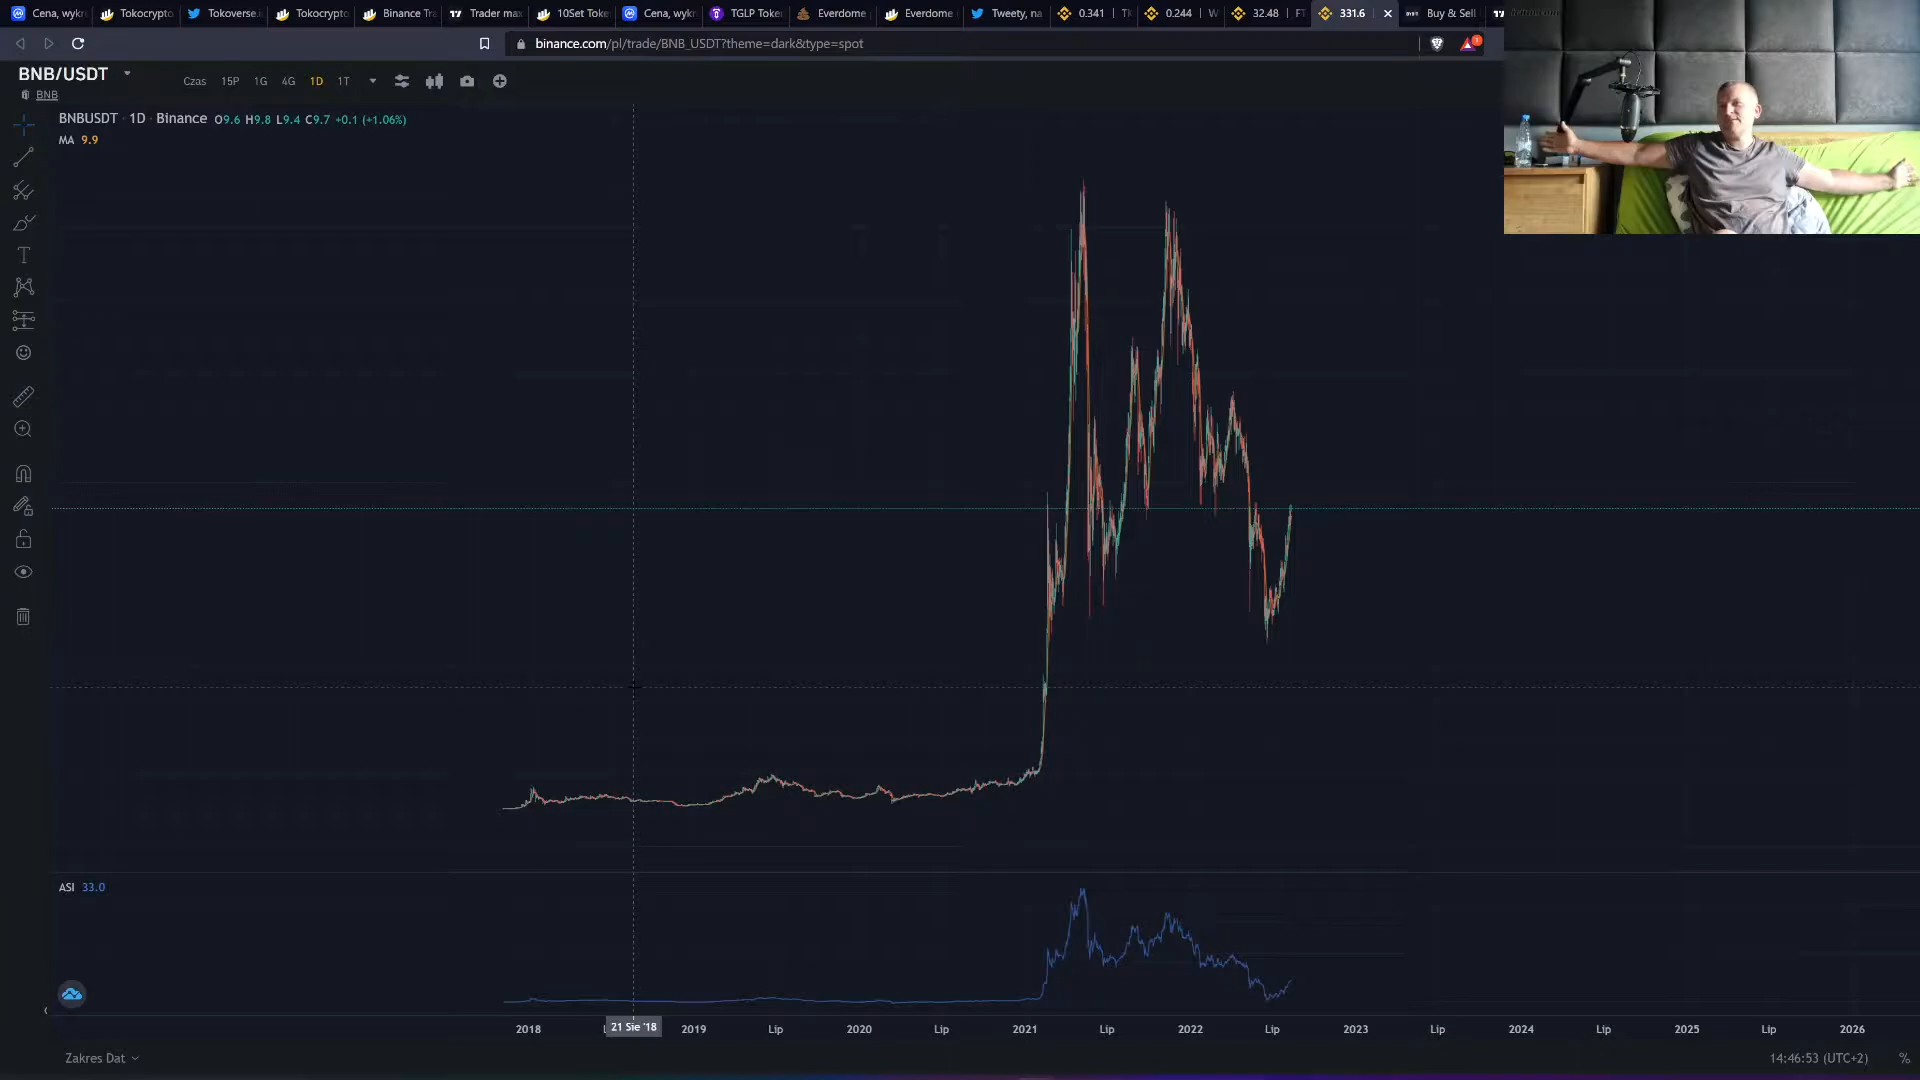 Cena, wykr Tokocrypto Tokoverse. Tokocrypto Binance Tra Trader max 10Set Toke Cena, wykr TGLP Toke Everdome Everdome Tweety, na 0.341 | 0.244 | W 32.48 | FT 331.6 Buy & Sell
binance.com/pl/trade/BNB_USDT?theme=dark&type=spot 1
BNB/USDT Czas 15P 1G 4G 1D 1T
BNB
BNBUSDT · 1D · Binance O9.6 H9.8 L9.4 C9.7 +0.1 (+1.06%)
MA 9.9
ASI 33.0
2018 21 Sie '18 2019 Lip 2020 Lip 2021 Lip 2022 Lip 2023 Lip 2024 Lip 2025 Lip 2026
Zakres Dat 14:46:53 (UTC+2) %